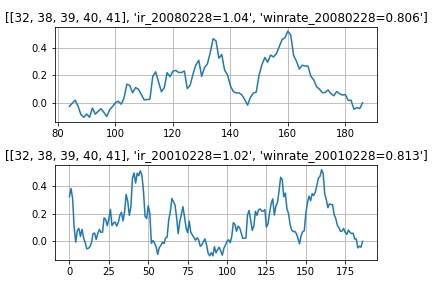 [[32, 38, 39, 40, 41], 'ir_20080228=1.04', 'winrate_20080228=0.806']
0.4
0.2
0.0
80 100 120 140 160 180
[[32, 38, 39, 40, 41], 'ir_20010228=1.02', 'winrate_20010228=0.813']
0.4
0.2
0.0
0 25 50 75 100 125 150 175